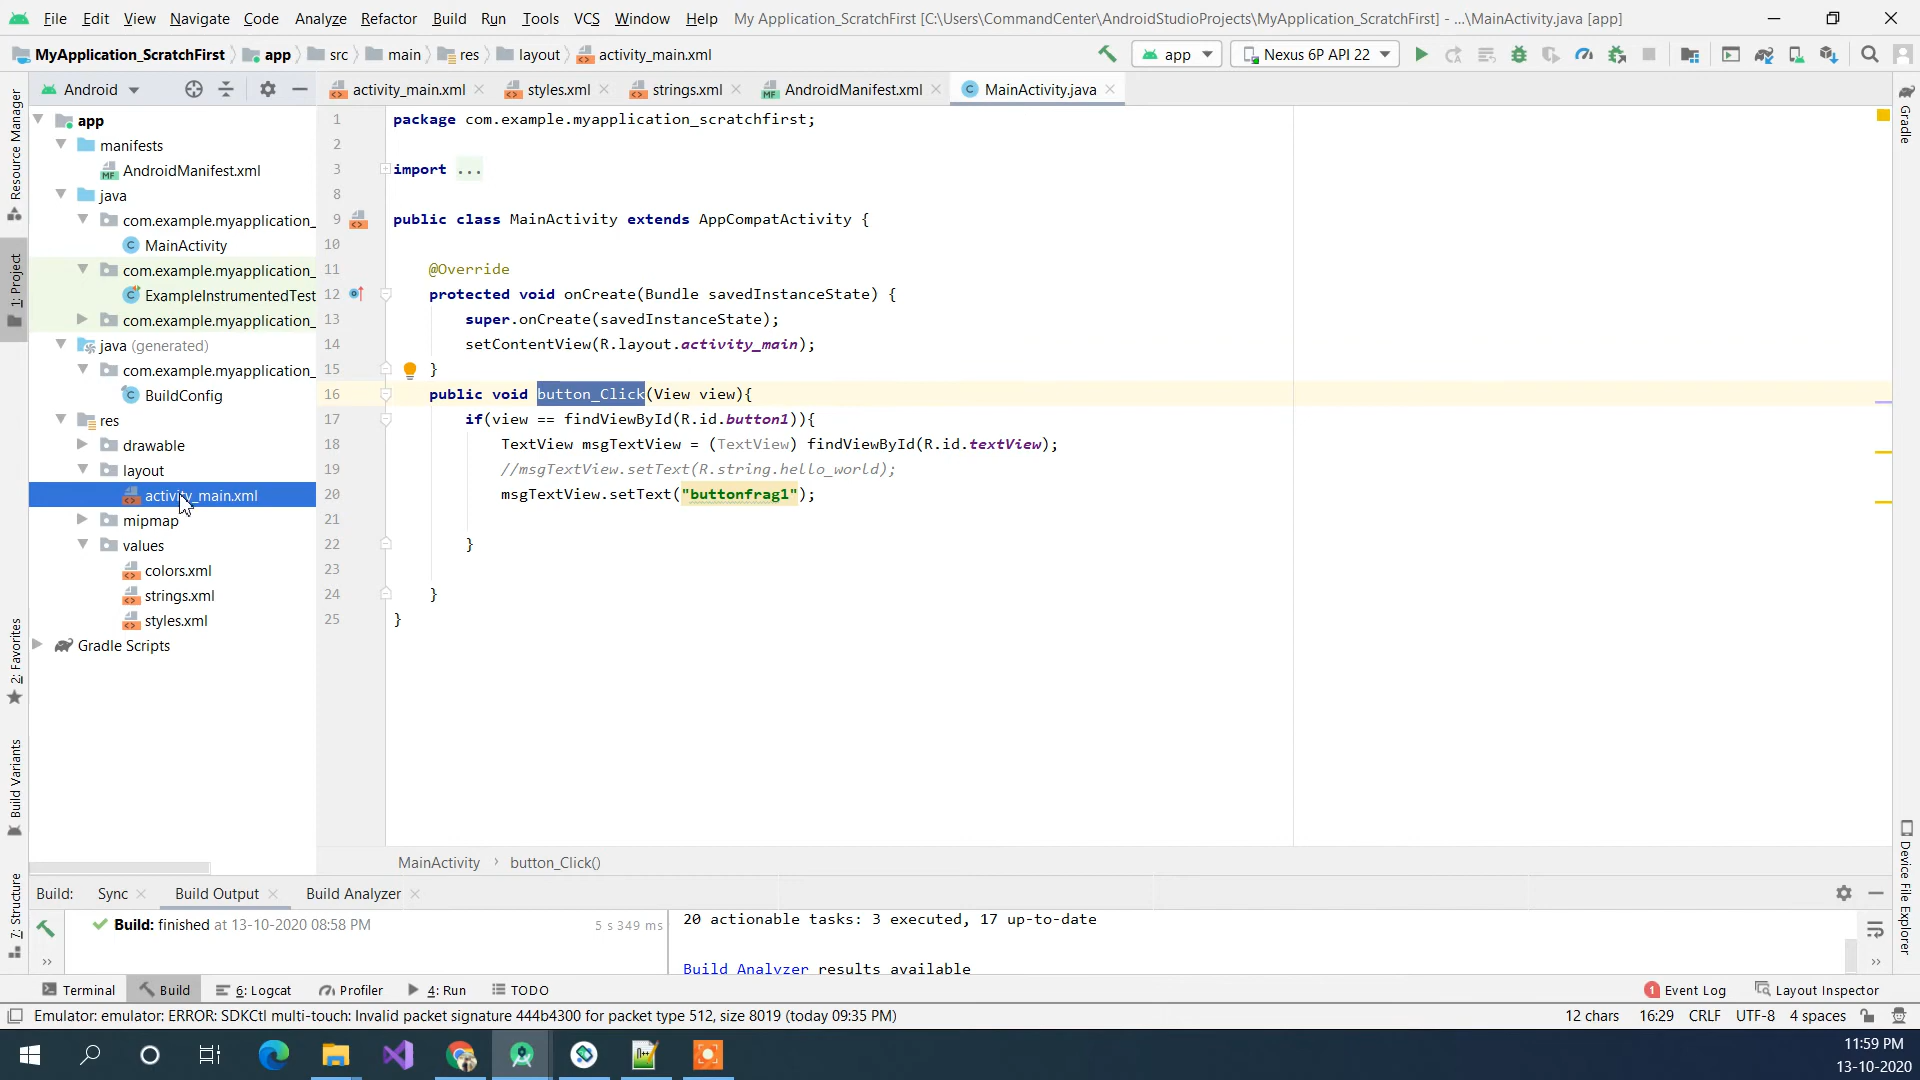 File Edit View Navigate Code Analyze Refactor Build Run Tools VCS Window Help My Application_ScratchFirst [C:\Users\CommandCenter\AndroidStudioProjects\MyApplication_ScratchFirst] - ...\MainActivity.java [app]
MyApplication_ScratchFirst app src main res layout activity_main.xml app Nexus 6P API 22
Android activity_main.xml styles.xml strings.xml AndroidManifest.xml MainActivity.java
Resource Manager
1: Project
2: Favorites
Build Variants
7: Structure
app
manifests
AndroidManifest.xml
java
com.example.myapplication_
MainActivity
com.example.myapplication_
ExampleInstrumentedTest
com.example.myapplication_
java (generated)
com.example.myapplication_
BuildConfig
res
drawable
layout
activity_main.xml
mipmap
values
colors.xml
strings.xml
styles.xml
Gradle Scripts
1 package com.example.myapplication_scratchfirst;
2
3 import ...
8
9 public class MainActivity extends AppCompatActivity {
10
11 @Override
12 protected void onCreate(Bundle savedInstanceState) {
13 super.onCreate(savedInstanceState);
14 setContentView(R.layout.activity_main);
15 }
16 public void button_Click(View view){
17 if(view == findViewById(R.id.button1)){
18 TextView msgTextView = (TextView) findViewById(R.id.textView);
19 //msgTextView.setText(R.string.hello_world);
20 msgTextView.setText("buttonfrag1");
21
22 }
23
24 }
25 }
MainActivity › button_Click()
Gradle
Device File Explorer
Build: Sync Build Output Build Analyzer
Build: finished at 13-10-2020 08:58 PM 5 s 349 ms
20 actionable tasks: 3 executed, 17 up-to-date
Build Analyzer results available
Terminal Build 6: Logcat Profiler 4: Run TODO 1 Event Log Layout Inspector
Emulator: emulator: ERROR: SDKCtl multi-touch: Invalid packet signature 444b4300 for packet type 512, size 8019 (today 09:35 PM) 12 chars 16:29 CRLF UTF-8 4 spaces
11:59 PM
13-10-2020